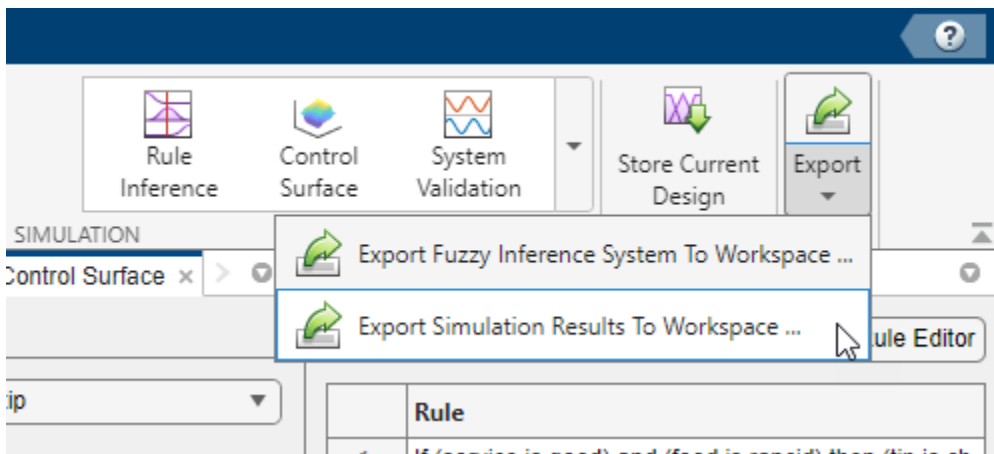 ?
Rule
Inference
Control
Surface
System
Validation
Store Current
Design
Export
SIMULATION
Export Fuzzy Inference System To Workspace ...
Control Surface ×
Export Simulation Results To Workspace ...
ule Editor
ip
Rule